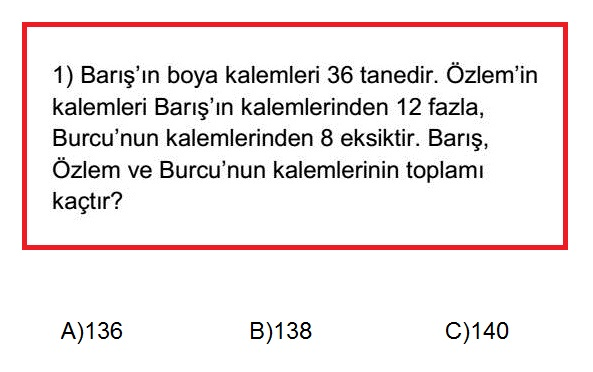 1) Barış’ın boya kalemleri 36 tanedir. Özlem’in
kalemleri Barış’ın kalemlerinden 12 fazla,
Burcu’nun kalemlerinden 8 eksiktir. Barış,
Özlem ve Burcu’nun kalemlerinin toplamı
kaçtır?
A)136 B)138 C)140